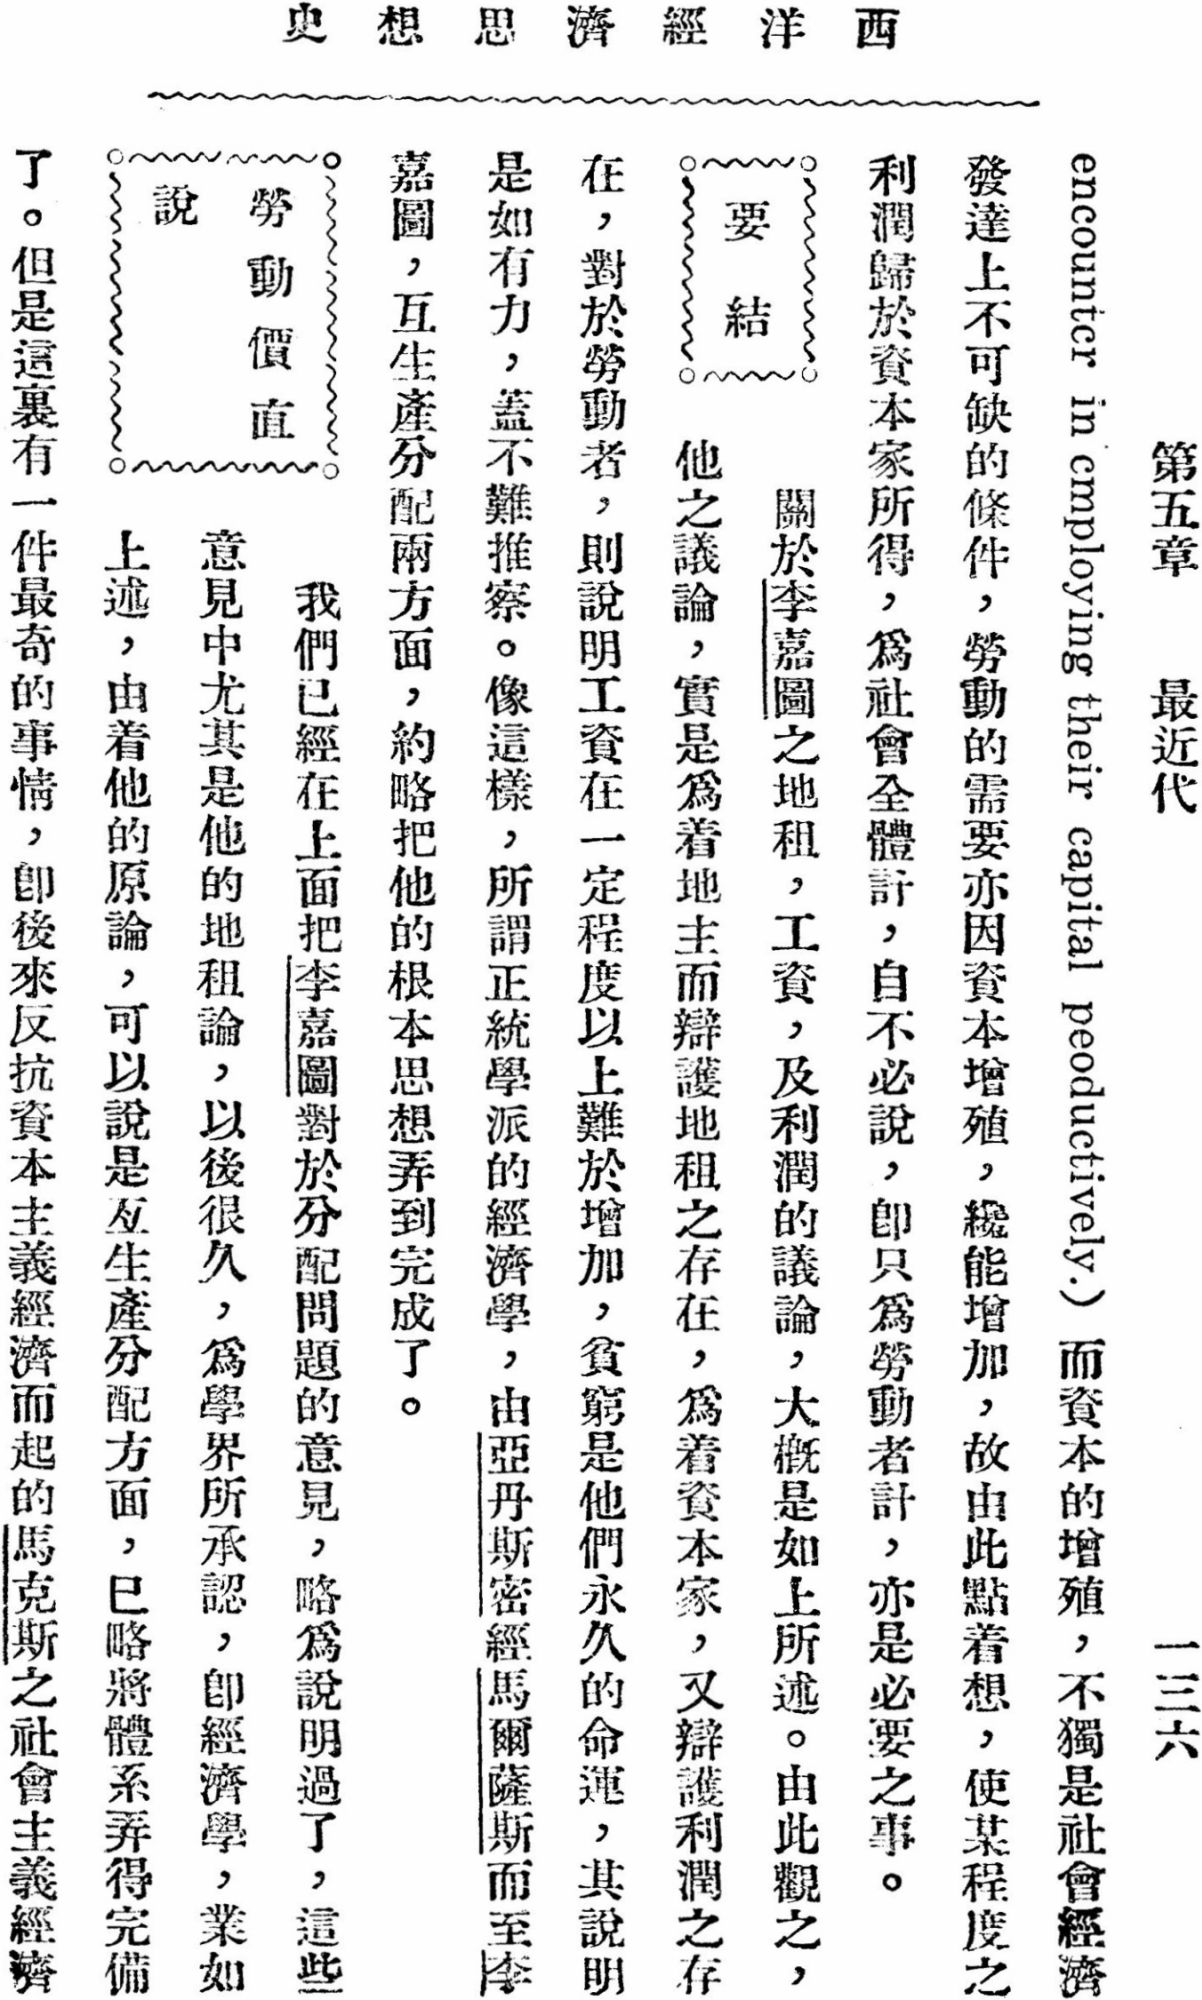 西洋經濟思想史
第五章 最近代 一三六
encounter in cmploying their capital peoductively.）而資本的增殖，不獨是社會經濟
發達上不可缺的條件，勞動的需要亦因資本增殖，纔能增加，故由此點着想，使某程度之
利潤歸於資本家所得，爲社會全體計，自不必說，卽只爲勞動者計，亦是必要之事。
要結
關於李嘉圖之地租，工資，及利潤的議論，大槪是如上所述。由此觀之，
他之議論，實是爲着地主而辯護地租之存在，爲着資本家，又辯護利潤之存
在，對於勞動者，則說明工資在一定程度以上難於增加，貧窮是他們永久的命運，其說明
是如有力，蓋不難推察。像這樣，所謂正統學派的經濟學，由亞丹斯密經馬爾薩斯而至李
嘉圖，互生產分配兩方面，約略把他的根本思想弄到完成了。
勞動價直
說
我們已經在上面把李嘉圖對於分配問題的意見，略爲說明過了，這些
意見中尤其是他的地租論，以後很久，爲學界所承認，卽經濟學，業如
上述，由着他的原論，可以說是互生產分配方面，已略將體系弄得完備
了。但是這裏有一件最奇的事情，卽後來反抗資本主義經濟而起的馬克斯之社會主義經濟